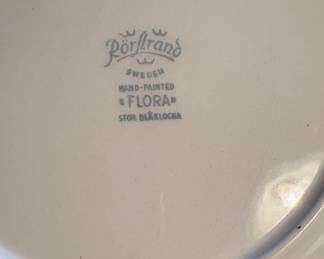 Rörstrand
SWEDEN
HAND-PAINTED
"FLORA"
STOR BLÅKLOCKA